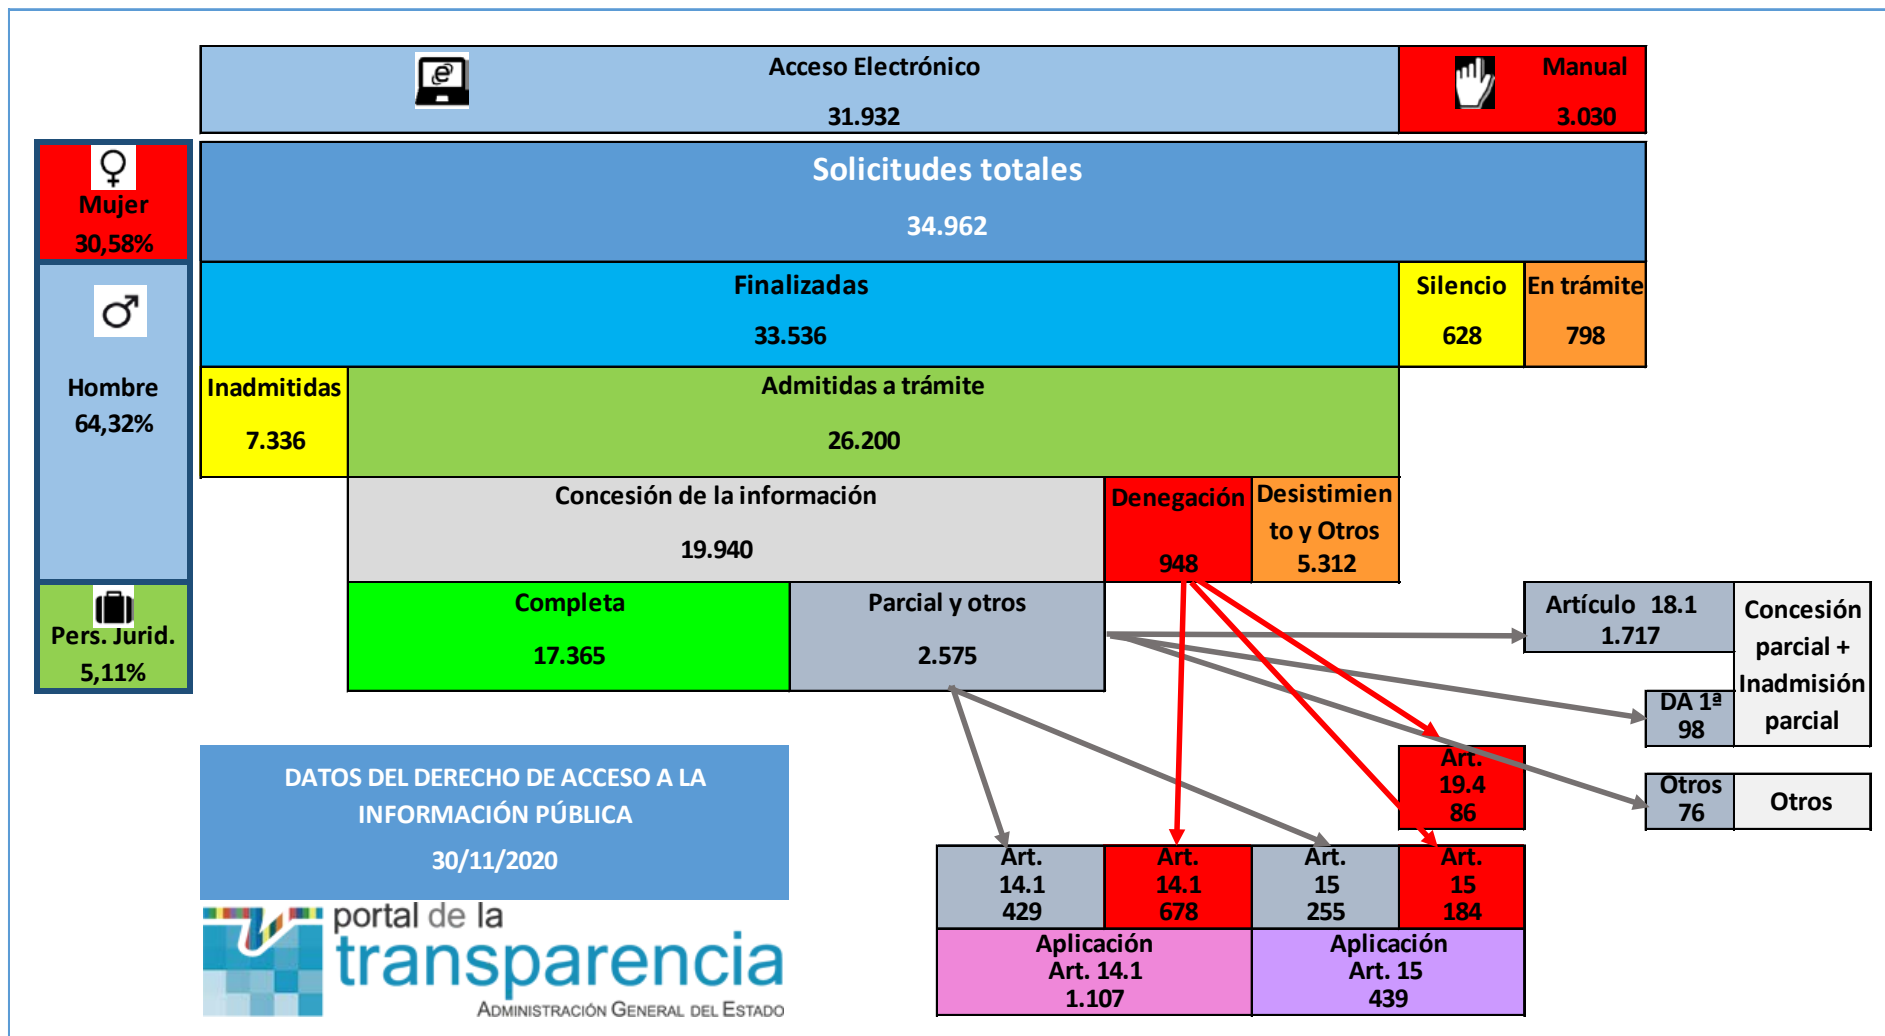 Acceso Electrónico
31.932
Manual
3.030
Mujer
30,58%
Solicitudes totales
34.962
Hombre
64,32%
Finalizadas
33.536
Silencio
628
En trámite
798
Inadmitidas
7.336
Admitidas a trámite
26.200
Concesión de la información
19.940
Denegación
948
Desistimien
to y Otros
5.312
Pers. Jurid.
5,11%
Completa
17.365
Parcial y otros
2.575
Artículo 18.1
1.717
Concesión
parcial +
Inadmisión
parcial
DA 1ª
98
Art.
19.4
86
Otros
76
Otros
DATOS DEL DERECHO DE ACCESO A LA
INFORMACIÓN PÚBLICA
30/11/2020
Art.
14.1
429
Art.
14.1
678
Art.
15
255
Art.
15
184
Aplicación
Art. 14.1
1.107
Aplicación
Art. 15
439
portal de la
transparencia
ADMINISTRACIÓN GENERAL DEL ESTADO